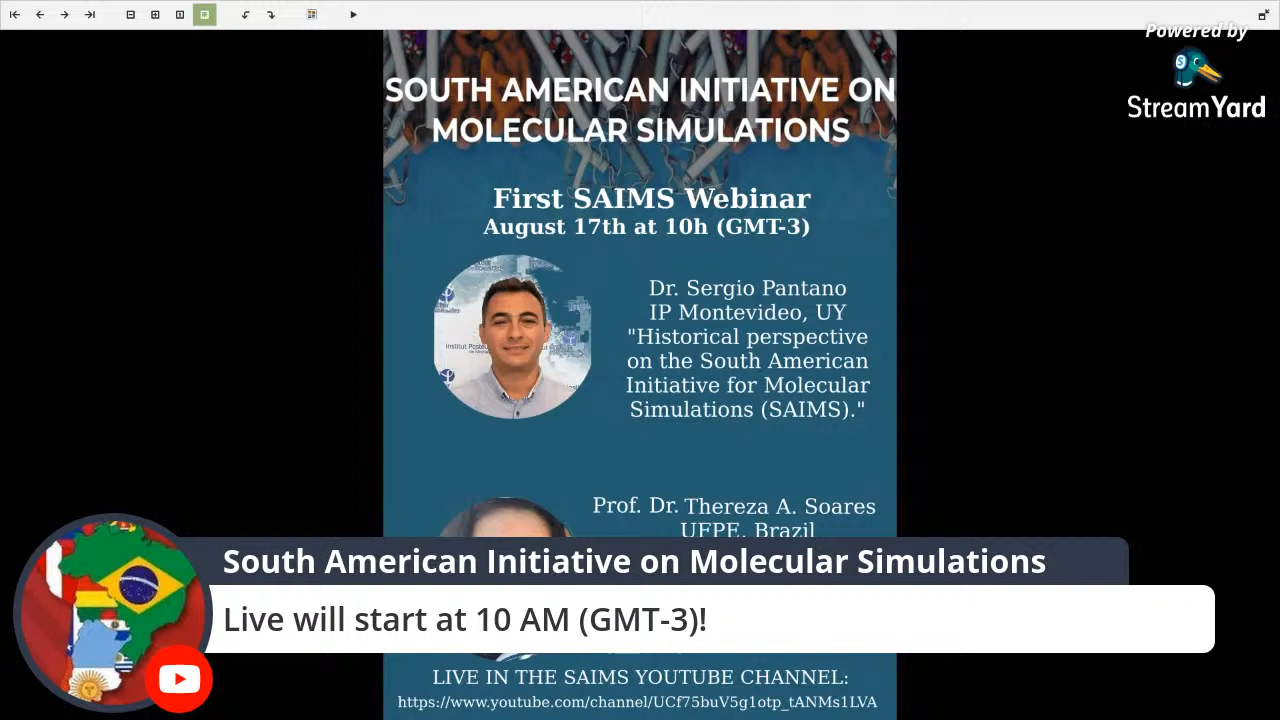 Powered by
StreamYard
SOUTH AMERICAN INITIATIVE ON
MOLECULAR SIMULATIONS
First SAIMS Webinar
August 17th at 10h (GMT-3)
Dr. Sergio Pantano
IP Montevideo, UY
"Historical perspective
on the South American
Initiative for Molecular
Simulations (SAIMS)."
Prof. Dr. Thereza A. Soares
UFPE, Brazil
South American Initiative on Molecular Simulations
Live will start at 10 AM (GMT-3)!
LIVE IN THE SAIMS YOUTUBE CHANNEL:
https://www.youtube.com/channel/UCf75buV5g1otp_tANMs1LVA